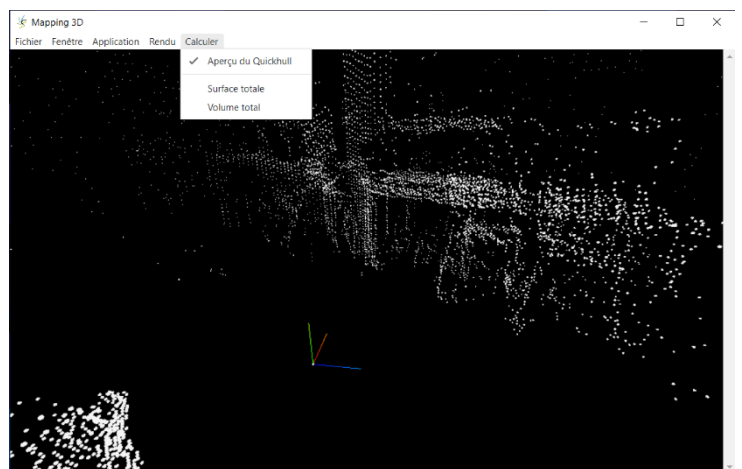 Mapping 3D
Fichier Fenêtre Application Rendu Calculer
Aperçu du Quickhull
Surface totale
Volume total